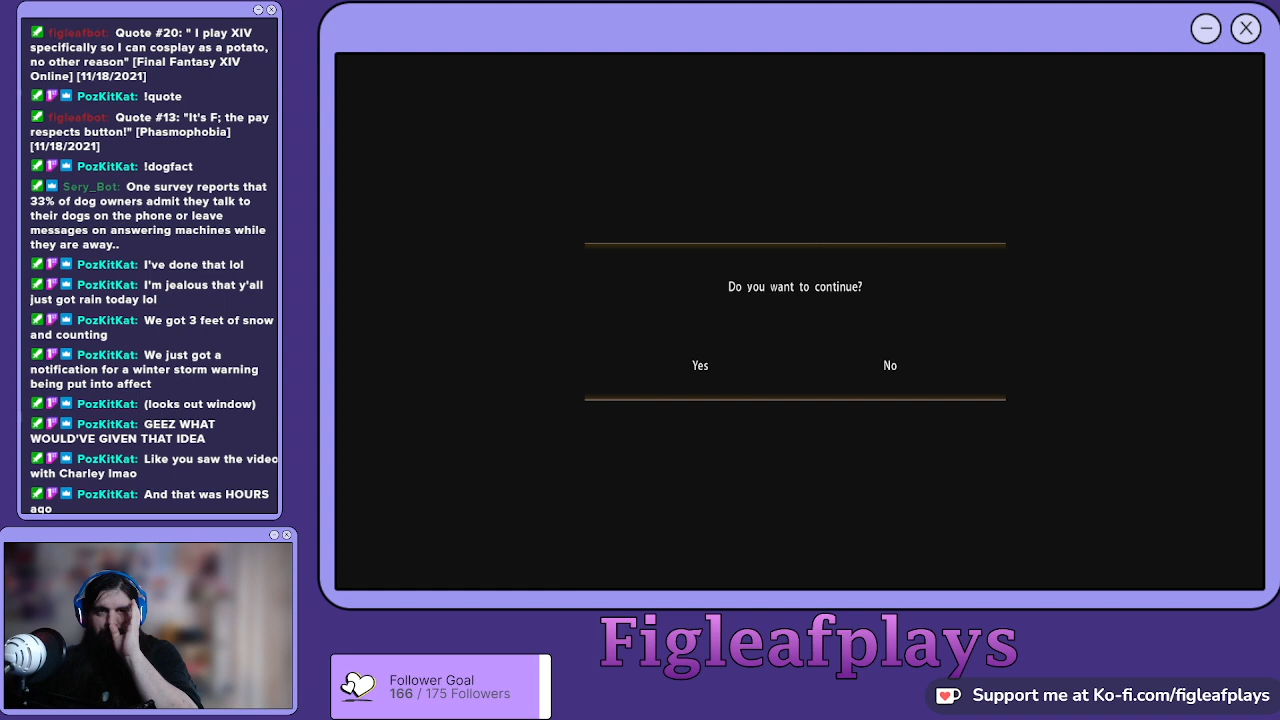 figleafbot: Quote #20: " I play XIV
specifically so I can cosplay as a potato,
no other reason" [Final Fantasy XIV
Online] [11/18/2021]
PozKitKat: !quote
figleafbot: Quote #13: "It's F; the pay
respects button!" [Phasmophobia]
[11/18/2021]
PozKitKat: !dogfact
Sery_Bot: One survey reports that
33% of dog owners admit they talk to
their dogs on the phone or leave
messages on answering machines while
they are away..
PozKitKat: I've done that lol
PozKitKat: I'm jealous that y'all
just got rain today lol
PozKitKat: We got 3 feet of snow
and counting
PozKitKat: We just got a
notification for a winter storm warning
being put into affect
PozKitKat: (looks out window)
PozKitKat: GEEZ WHAT
WOULD'VE GIVEN THAT IDEA
PozKitKat: Like you saw the video
with Charley lmao
PozKitKat: And that was HOURS
ago
Do you want to continue?
Yes No
Figleafplays
Follower Goal
166 / 175 Followers
Support me at Ko-fi.com/figleafplays